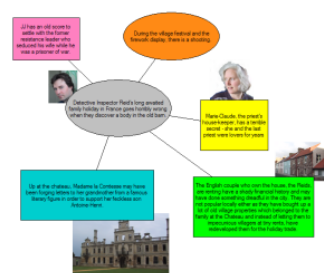 JJ has an old score to
settle with the former
resistance leader who
seduced his wife while he
was a prisoner of war.
During the village festival and the
firework display, there is a shooting.
Detective Inspector Reid's long awaited
family holiday in France goes horribly wrong
when they discover a body in the old barn.
Marie-Claude, the priest's
house-keeper, has a terrible
secret - she and the last
priest were lovers for years
Up at the chateau, Madame la Comtesse may
have been forging letters to her grandmother from a famous
literary figure in order to support her feckless son
Antoine-Henri
The English couple who own the house, the Reids,
are renting have a shady financial history and may
have done something dreadful in the city. They are
not popular locally either as they have bought up a
lot of old village properties which belonged to the
family at the Chateau and instead of letting them to
impecunious villagers at tiny rents, have
redeveloped them for the holiday trade.